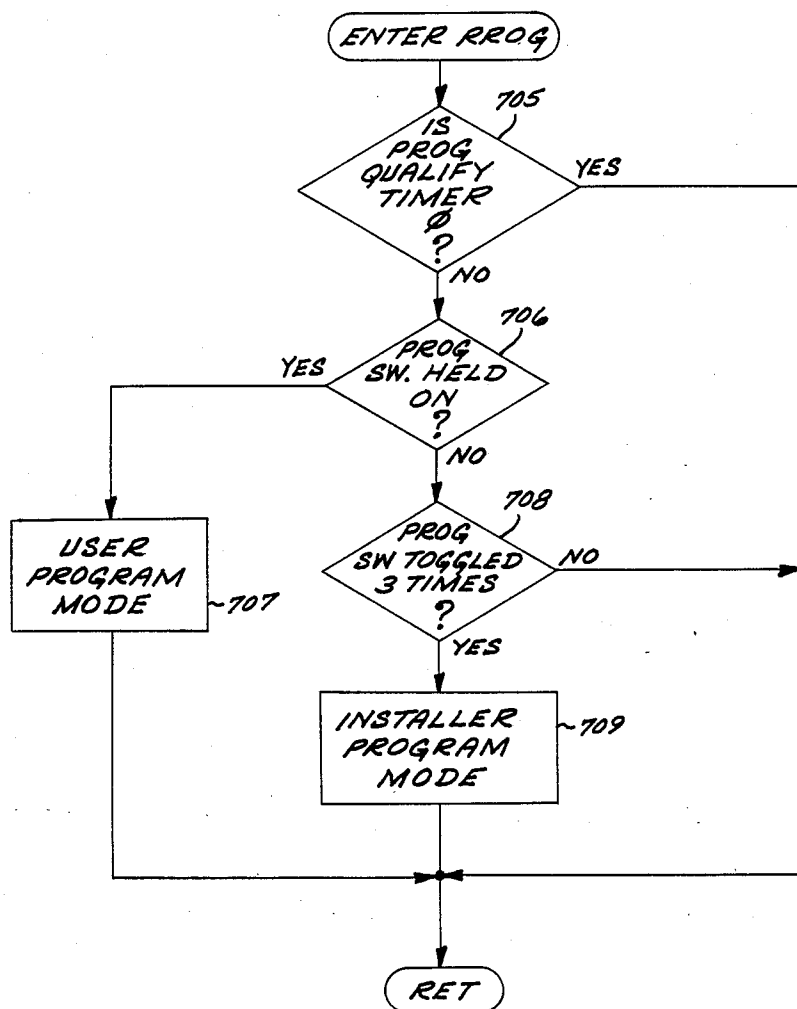 ENTER RROG
705
IS
PROG
QUALIFY
TIMER
Ø
?
YES
NO
706
PROG
SW. HELD
ON
?
YES
NO
708
PROG
SW TOGGLED
3 TIMES
?
NO
YES
USER
PROGRAM
MODE
707
INSTALLER
PROGRAM
MODE
709
RET